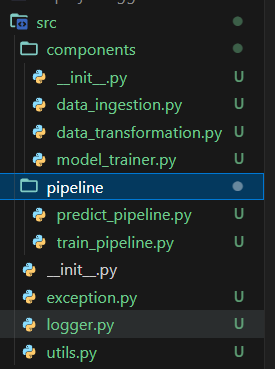 src
components
__init__.py
U
data_ingestion.py
U
data_transformation.py
U
model_trainer.py
U
pipeline
predict_pipeline.py
U
train_pipeline.py
U
__init__.py
exception.py
U
logger.py
U
utils.py
U